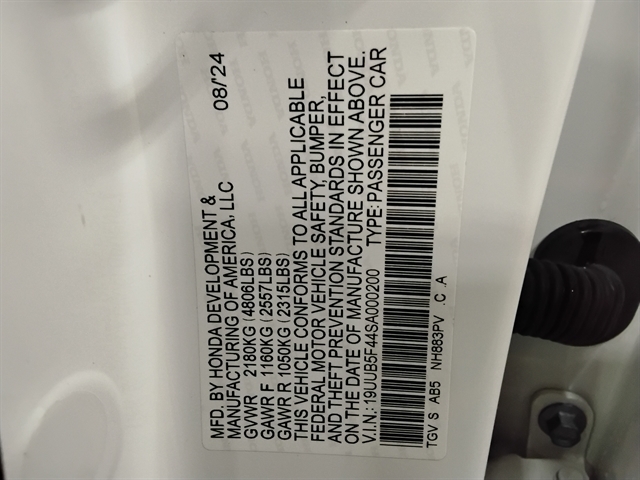 MFD. BY HONDA DEVELOPMENT & 08/'24
MANUFACTURING OF AMERICA, LLC
GVWR 2180KG (4806LBS)
GAWR F 1160KG (2557LBS)
GAWR R 1050KG (2315LBS)
THIS VEHICLE CONFORMS TO ALL APPLICABLE
FEDERAL MOTOR VEHICLE SAFETY, BUMPER,
AND THEFT PREVENTION STANDARDS IN EFFECT
ON THE DATE OF MANUFACTURE SHOWN ABOVE.
V.I.N.: 19UUB6F44SA000200 TYPE: PASSENGER CAR
TGV S AB5 NH883PV .C .A